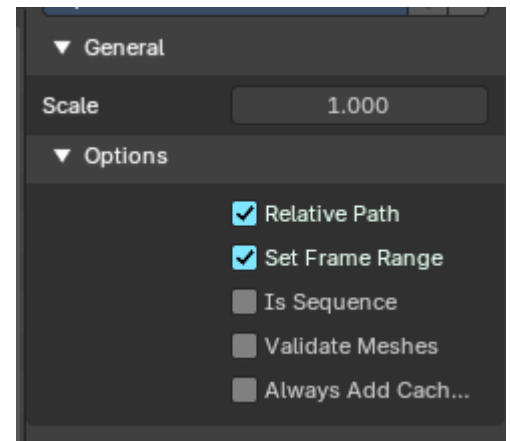 General
Scale 1.000
Options
Relative Path
Set Frame Range
Is Sequence
Validate Meshes
Always Add Cach...